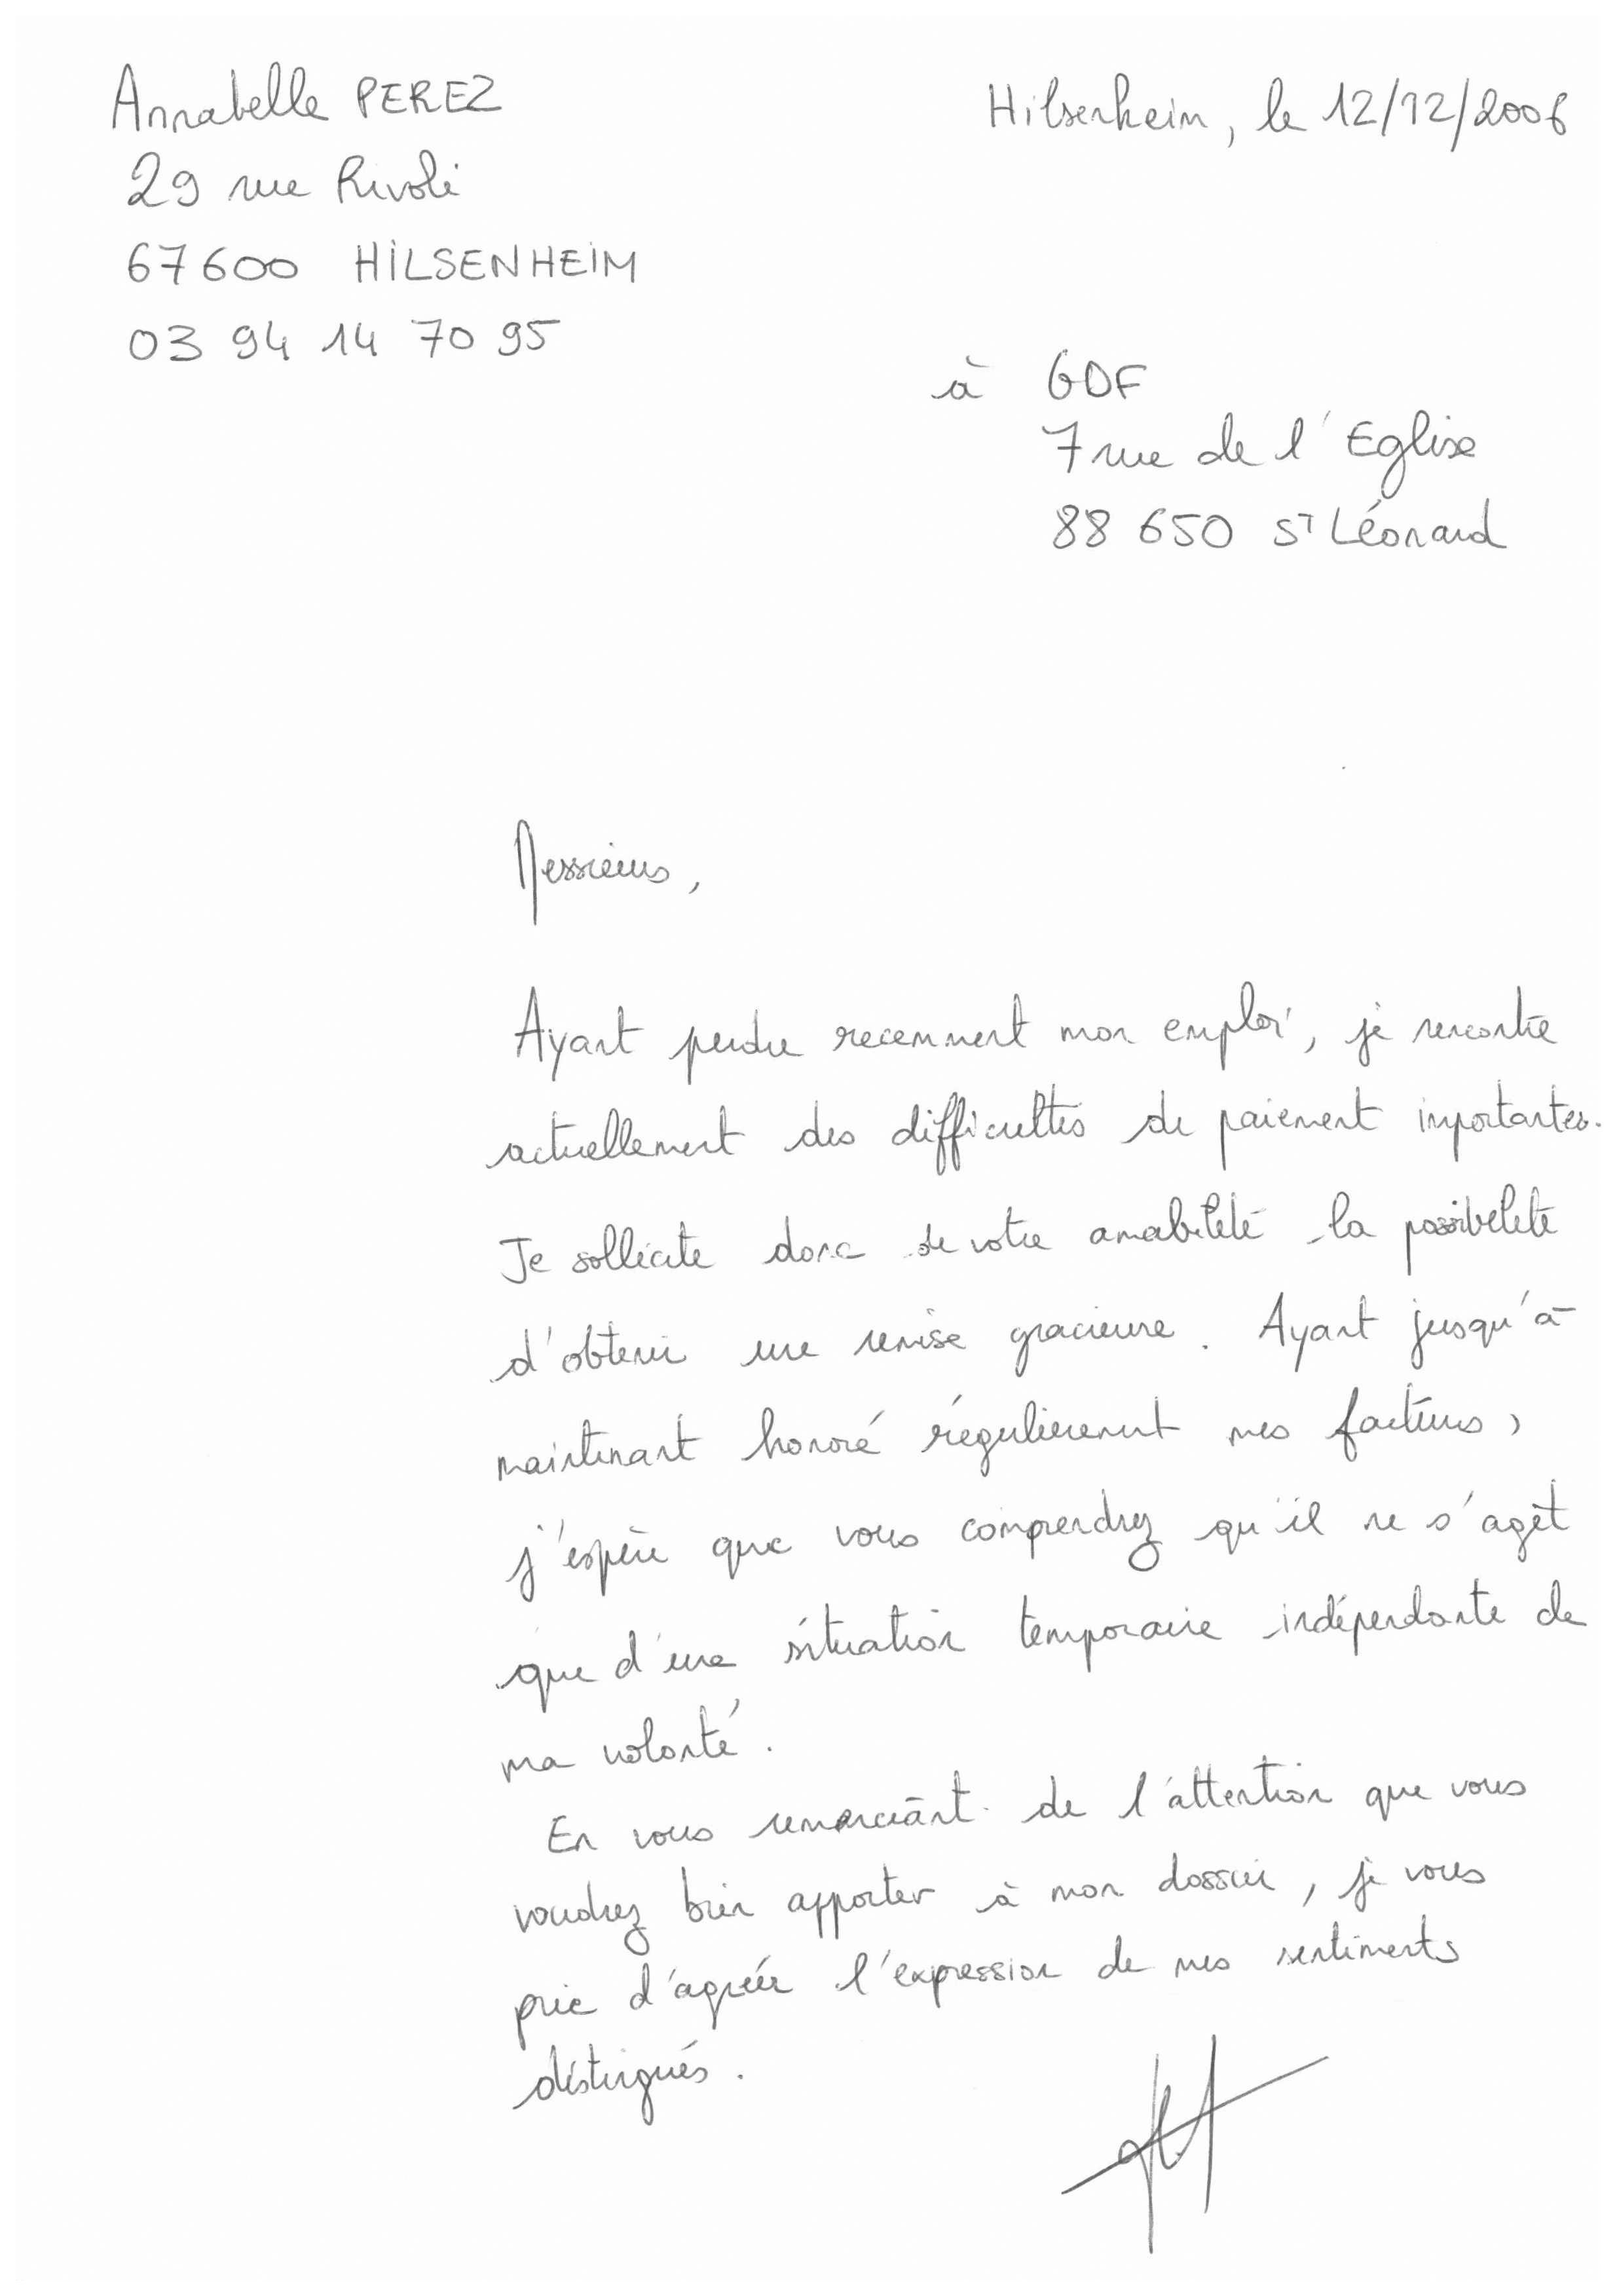 Annabelle PEREZ
Hilsenheim, le 12/12/2006
29 rue Rivoli
67600 HILSENHEIM
03 94 14 70 95
à GDF
7 rue de l'Eglise
88 650 ST Léonard
Messieurs,
Ayant perdu recemment mon emploi, je rencontre
actuellement des difficultés de paiement importantes.
Je sollicite donc de votre amabilité la possibilité
d'obtenir une remise gracieuse. Ayant jusqu'à
maintenant honoré régulièrement mes factures,
j'espère que vous comprendrez qu'il ne s'agit
que d'une situation temporaire indépendante de
ma volonté.
En vous remerciant de l'attention que vous
voudrez bien apporter à mon dossier, je vous
prie d'agréer l'expression de mes sentiments
distingués.